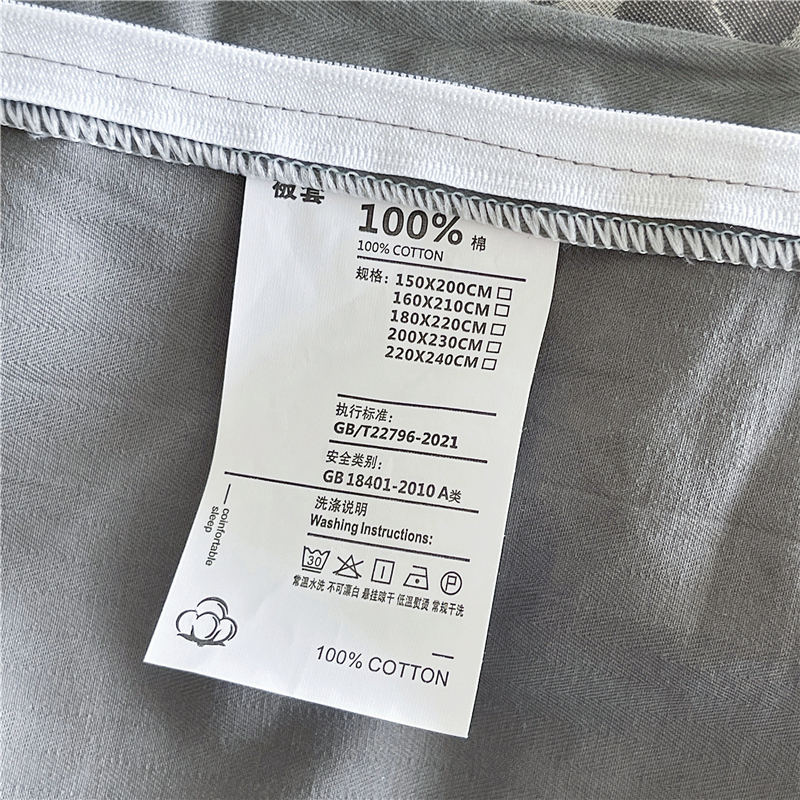 被套
100% 棉
100% COTTON
规格: 150X200CM□
160X210CM□
180X220CM□
200X230CM□
220X240CM□
执行标准:
GB/T22796-2021
安全类别:
GB 18401-2010 A类
洗涤说明
Washing Instructions:
30
P
常温水洗 不可漂白 悬挂晾干 低温熨烫 常规干洗
coinfortable
sleep
100% COTTON